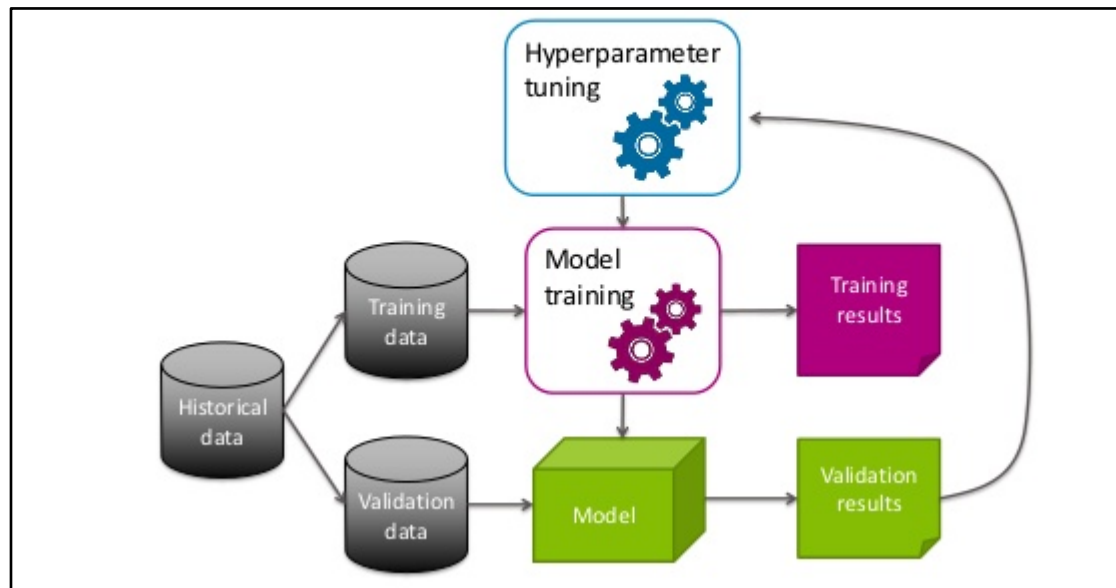 Hyperparameter
tuning
Model
training
Training
data
Training
results
Historical
data
Validation
data
Model
Validation
results